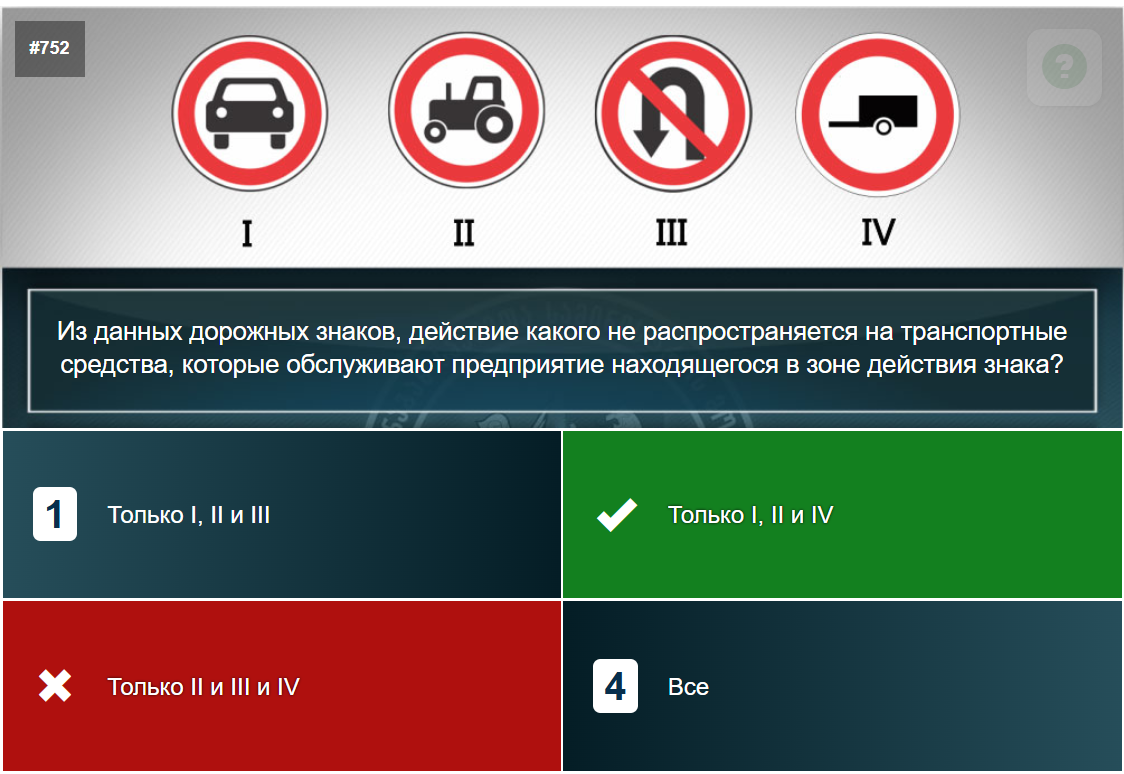 #752
?
I II III IV
Из данных дорожных знаков, действие какого не распространяется на транспортные
средства, которые обслуживают предприятие находящегося в зоне действия знака?
1 Только I, II и III
Только I, II и IV
Только II и III и IV
4 Все